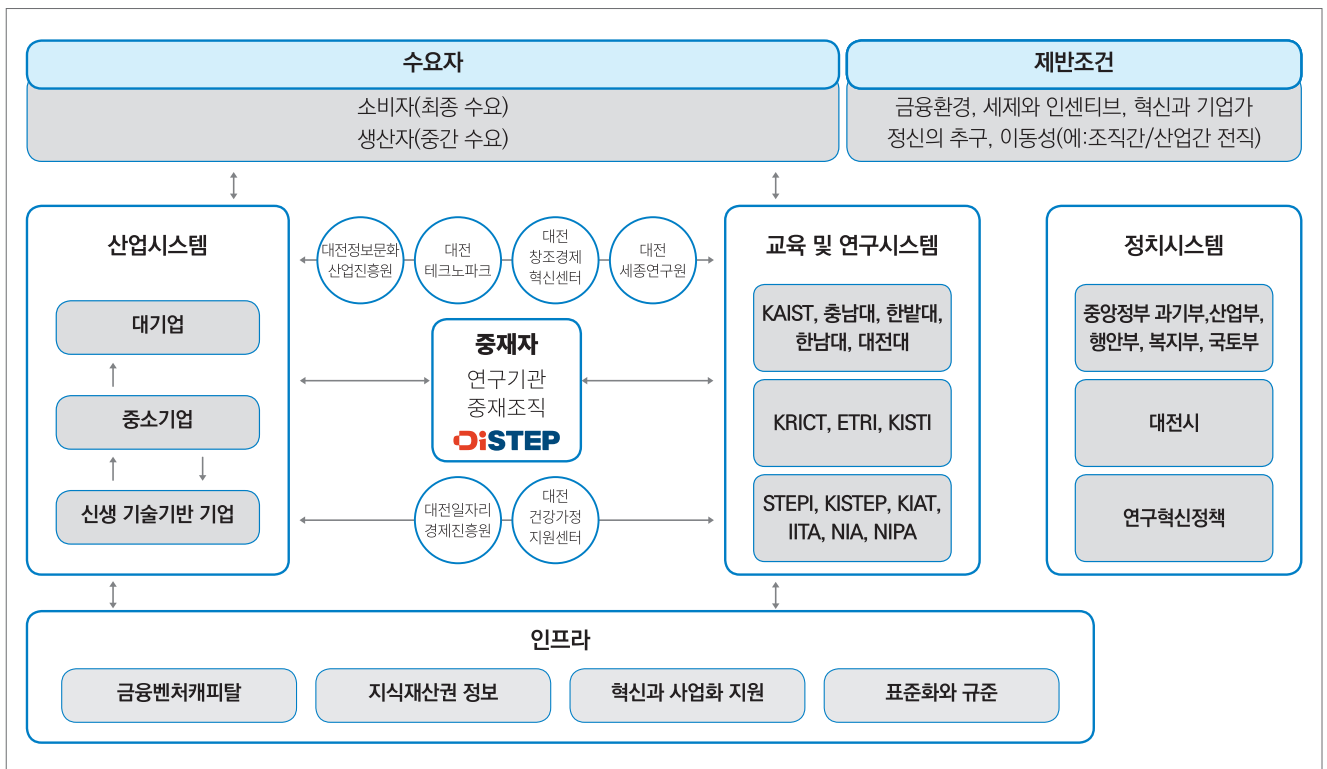 수요자
소비자(최종 수요)
생산자(중간 수요)
제반조건
금융환경, 세제와 인센티브, 혁신과 기업가
정신의 추구, 이동성(예:조직간/산업간 전직)
산업시스템
대기업
중소기업
신생 기술기반 기업
대전정보문화
산업진흥원
대전
테크노파크
대전
창조경제
혁신센터
대전
세종연구원
중재자
연구기관
중재조직
DiSTEP
대전일자리
경제진흥원
대전
건강가정
지원센터
교육 및 연구시스템
KAIST, 충남대, 한밭대,
한남대, 대전대
KRICT, ETRI, KISTI
STEPI, KISTEP, KIAT,
IITA, NIA, NIPA
정치시스템
중앙정부 과기부,산업부,
행안부, 복지부, 국토부
대전시
연구혁신정책
인프라
금융벤처캐피탈
지식재산권 정보
혁신과 사업화 지원
표준화와 규준